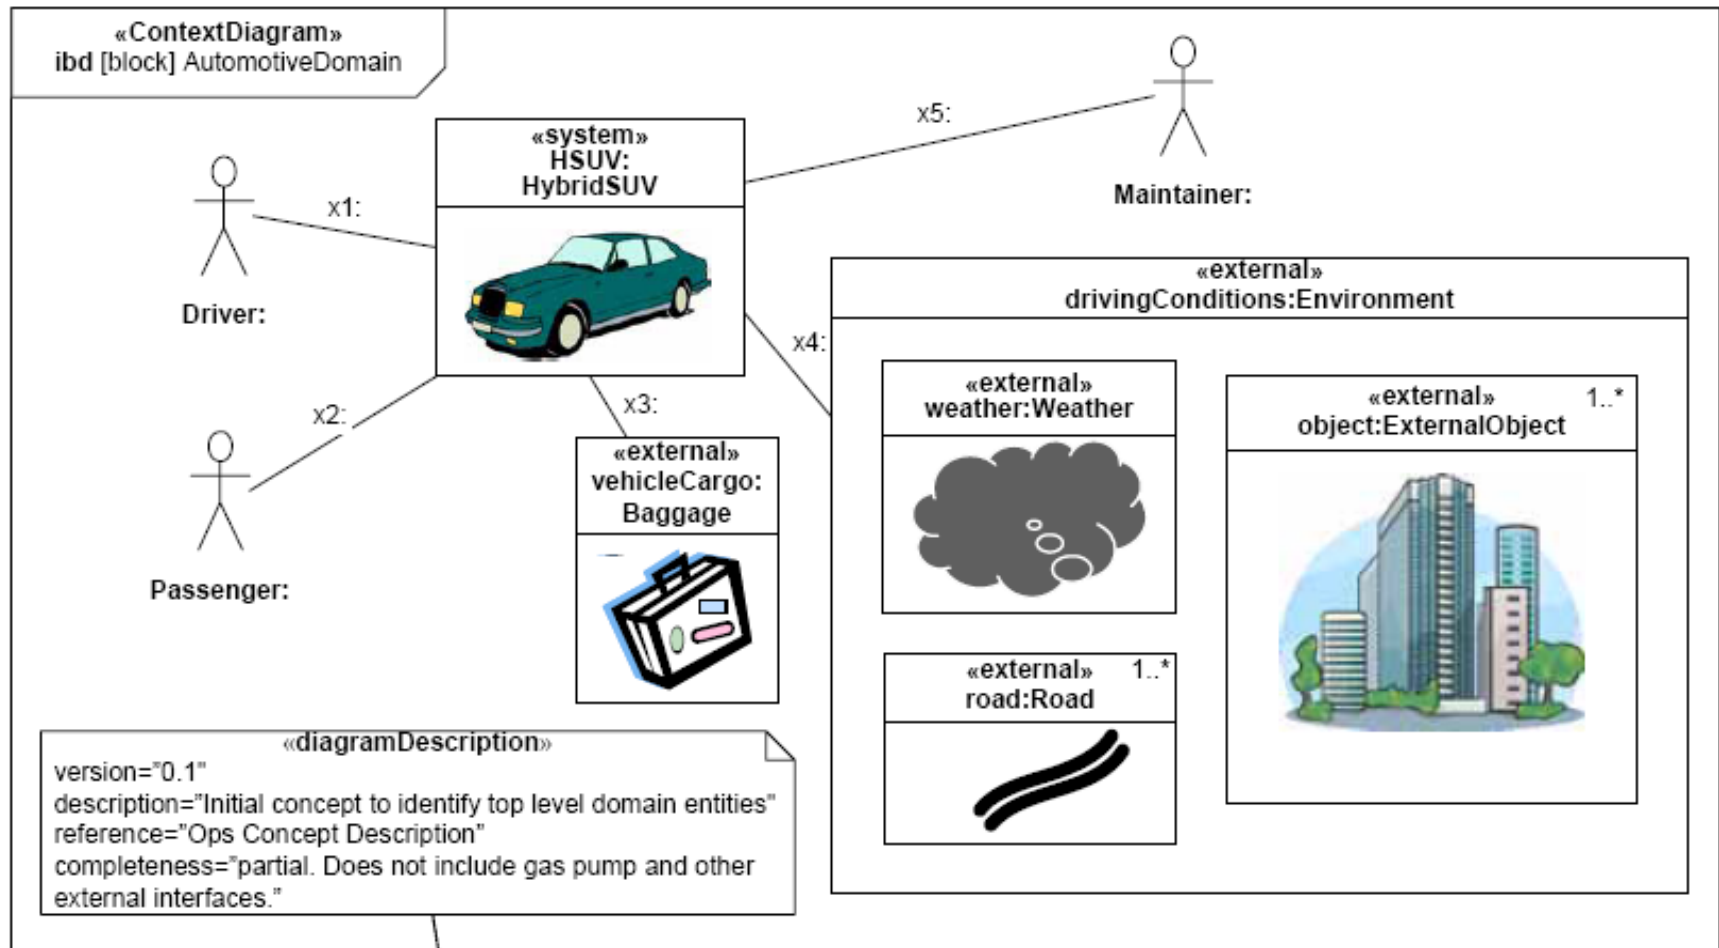 «ContextDiagram»
ibd [block] AutomotiveDomain
x5:
«system»
HSUV:
HybridSUV
Maintainer:
x1:
Driver:
«external»
drivingConditions:Environment
x4:
x2:
x3:
«external»
weather:Weather
«external» 1..*
object:ExternalObject
«external»
vehicleCargo:
Baggage
Passenger:
«external» 1..*
road:Road
«diagramDescription»
version=”0.1"
description=”Initial concept to identify top level domain entities"
reference=”Ops Concept Description”
completeness=”partial. Does not include gas pump and other
external interfaces.”